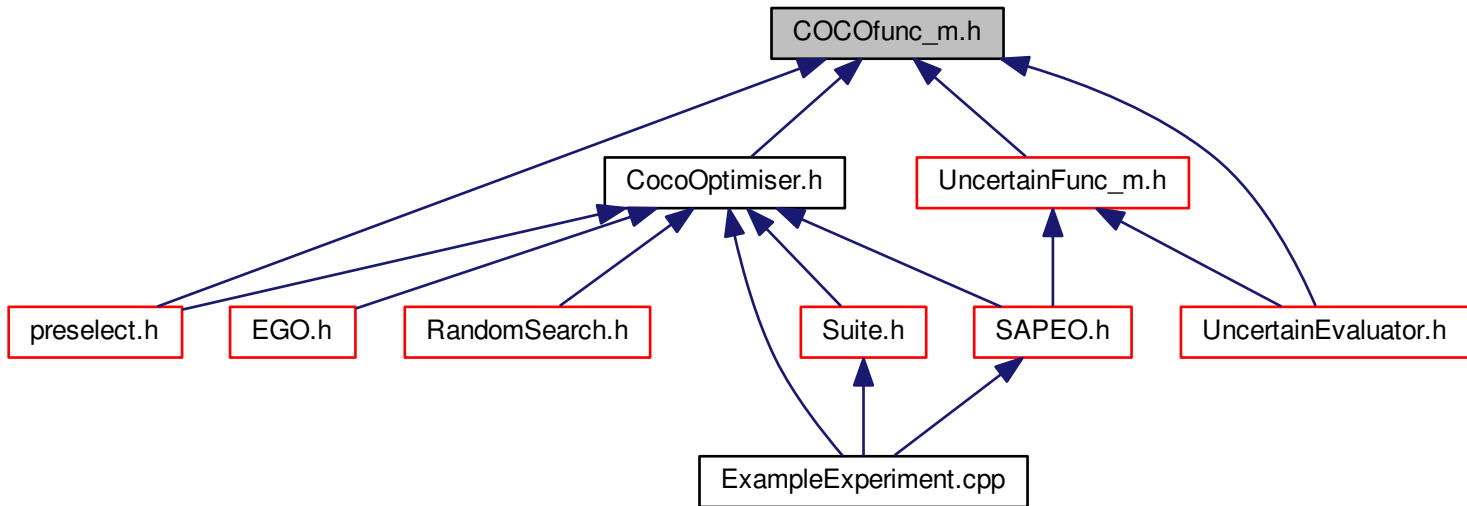 COCOfunc_m.h
CocoOptimiser.h
UncertainFunc_m.h
preselect.h
EGO.h
RandomSearch.h
Suite.h
SAPEO.h
UncertainEvaluator.h
ExampleExperiment.cpp